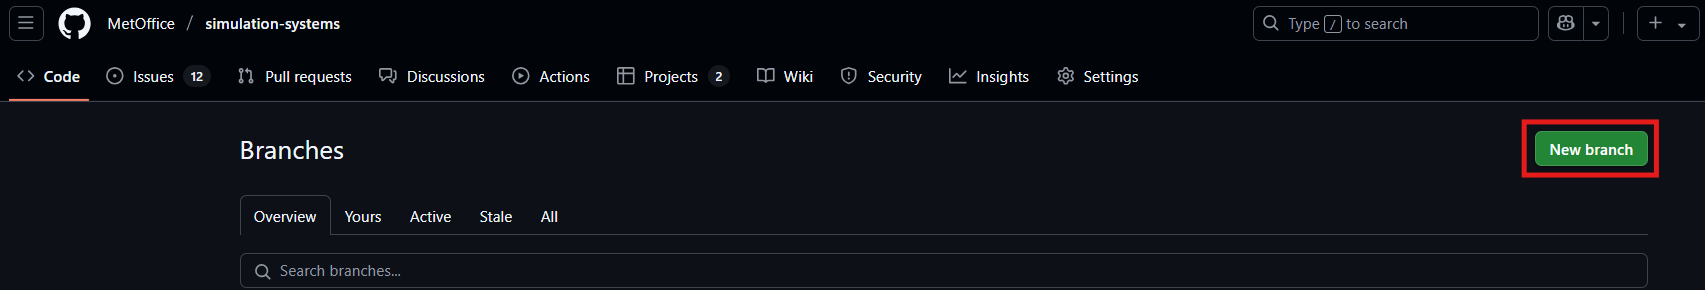 MetOffice / simulation-systems Type / to search
Code Issues 12 Pull requests Discussions Actions Projects 2 Wiki Security Insights Settings
Branches New branch
Overview Yours Active Stale All
Search branches...